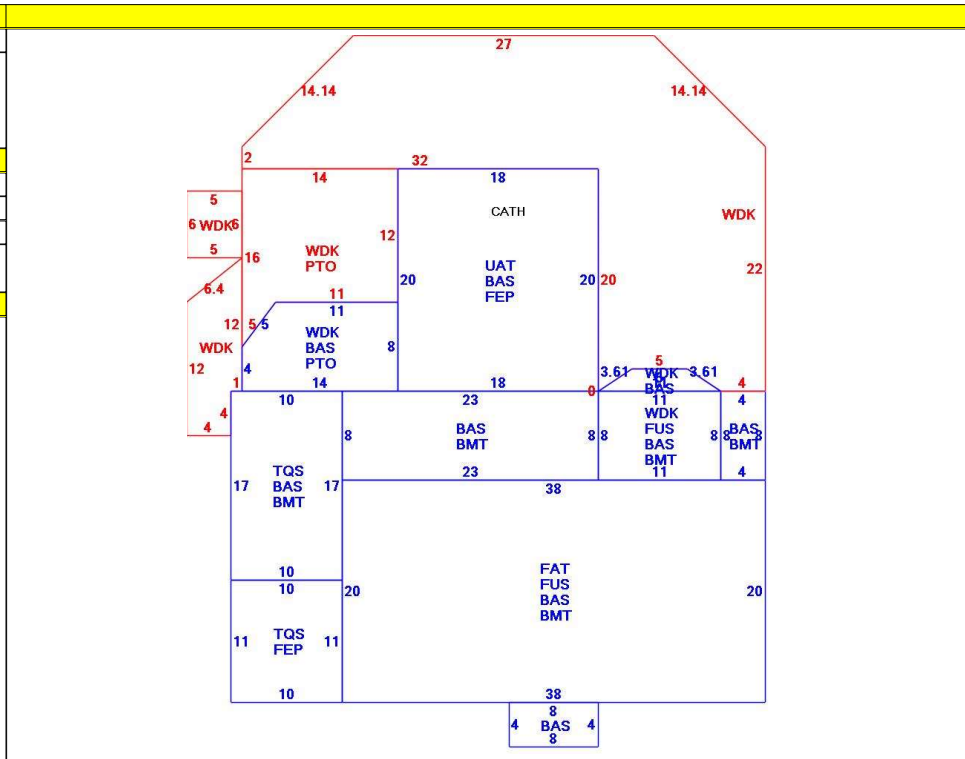 27
14.14 14.14
2 32
14 18
5 CATH
6 WDK 6 WDK
12
5 16 WDK 22
PTO
20 UAT 20 20
BAS
FEP
6.4
11
11
12 5 5 WDK
BAS
PTO
8
WDK
12 4
5
3.61 WDK 3.61
BAS
1 14 18 0 4
10 23 11 4
4
4
8 BAS 8 8 WDK 8 8 BAS 8
BMT FUS BMT
BAS
BMT
23 11 4
38
17 TQS 17
BAS
BMT
10
10
20 FAT 20
FUS
BAS
BMT
11 TQS 11
FEP
10 38
8
4 BAS 4
8